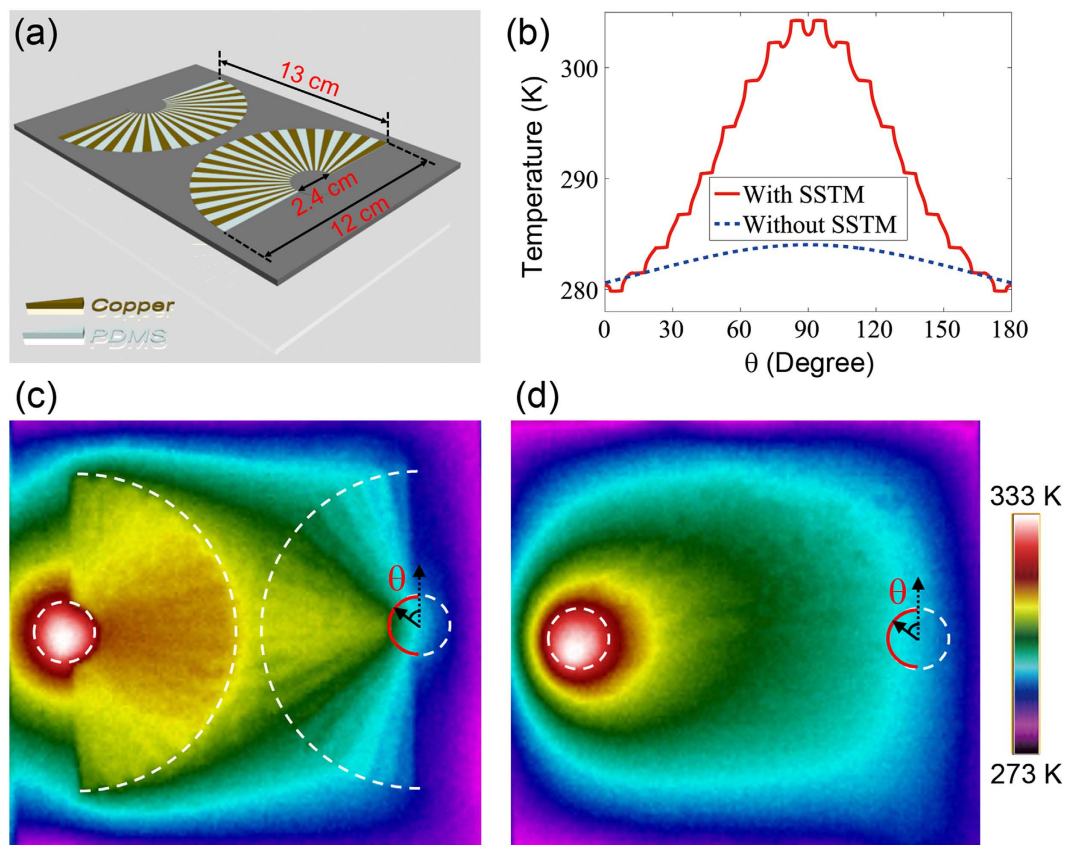 (a)
13 cm
2.4 cm
12 cm
Copper
PDMS
(b)
Temperature (K)
300
290
280
With SSTM
Without SSTM
0 30 60 90 120 150 180
θ (Degree)
(c)
θ
(d)
θ
333 K
273 K